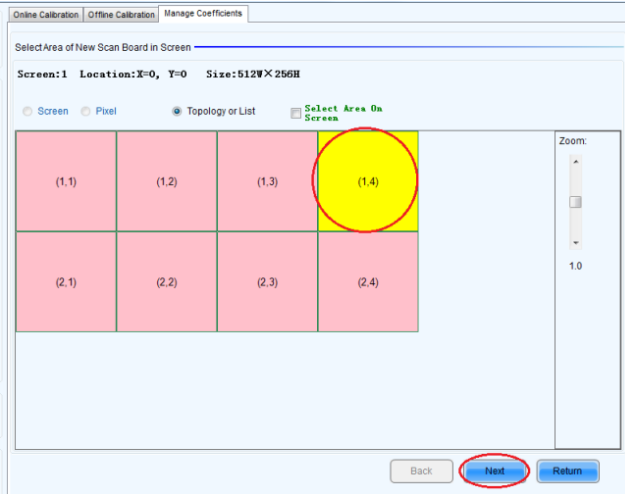 Online Calibration Offline Calibration Manage Coefficients
Select Area of New Scan Board in Screen
Screen:1 Location:X=0, Y=0 Size:512W×256H
Screen Pixel Topology or List Select Area On Screen
Zoom:
(1,1) (1,2) (1,3) (1,4)
1.0
(2,1) (2,2) (2,3) (2,4)
Back Next Return